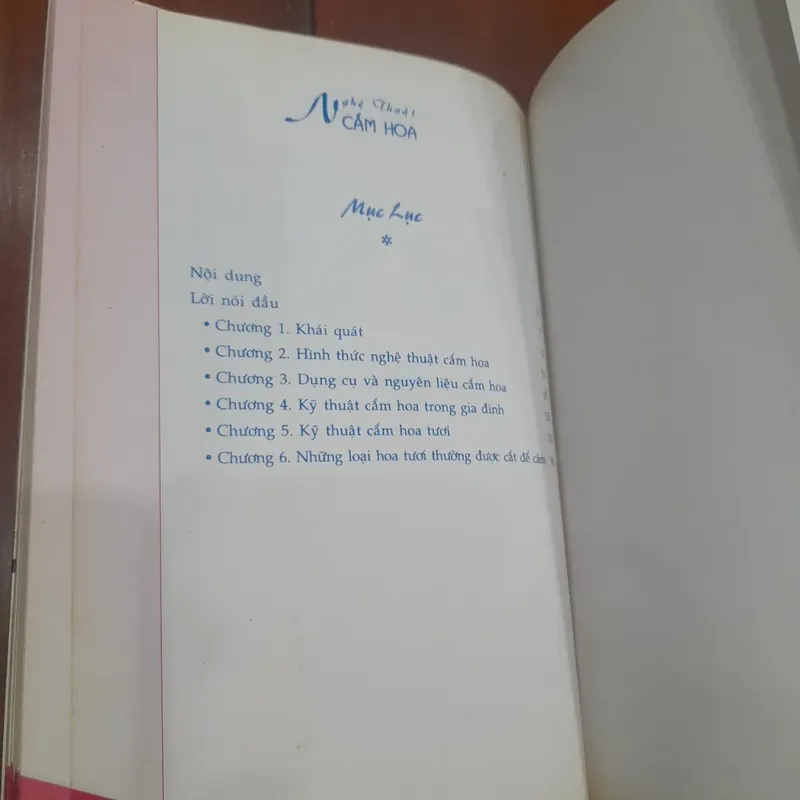 Nghệ Thuật
CẮM HOA
Mục Lục
Nội dung
Lời nói đầu
• Chương 1. Khái quát
• Chương 2. Hình thức nghệ thuật cắm hoa
• Chương 3. Dụng cụ và nguyên liệu cắm hoa
• Chương 4. Kỹ thuật cắm hoa trong gia đình
• Chương 5. Kỹ thuật cắm hoa tươi
• Chương 6. Những loại hoa tươi thường được cắt để cắm